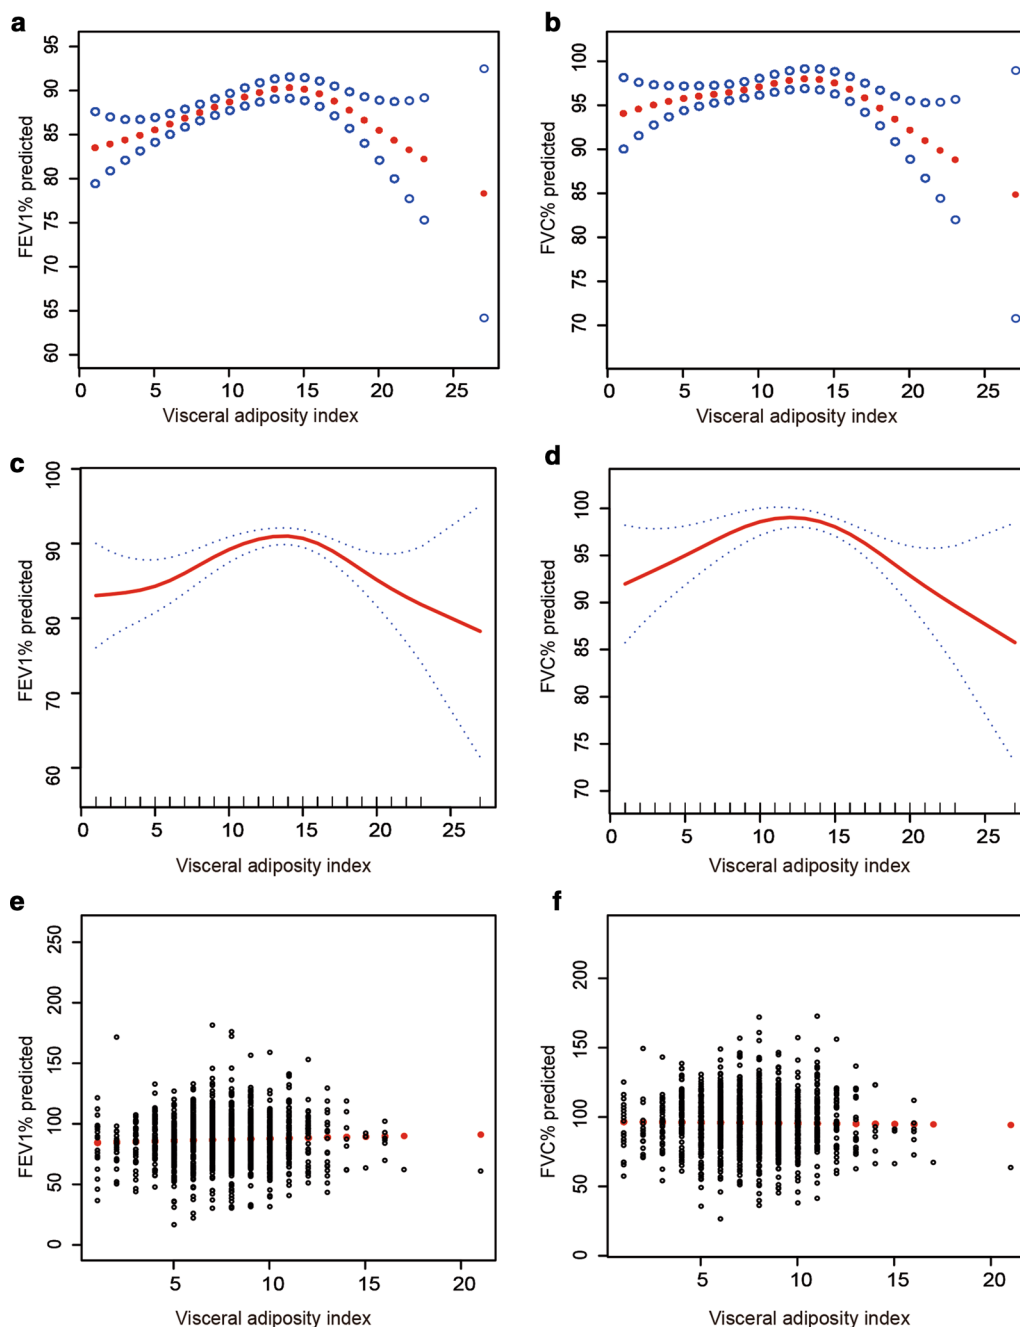 a
95
90
85
80
75
70
65
60
FEV1% predicted
0 5 10 15 20 25
Visceral adiposity index
b
100
95
90
85
80
75
70
FVC% predicted
0 5 10 15 20 25
Visceral adiposity index
c
100
90
80
70
60
FEV1% predicted
0 5 10 15 20 25
Visceral adiposity index
d
100
95
90
85
80
75
70
FVC% predicted
0 5 10 15 20 25
Visceral adiposity index
e
250
200
150
100
50
0
FEV1% predicted
5 10 15 20
Visceral adiposity index
f
200
150
100
50
0
FVC% predicted
5 10 15 20
Visceral adiposity index